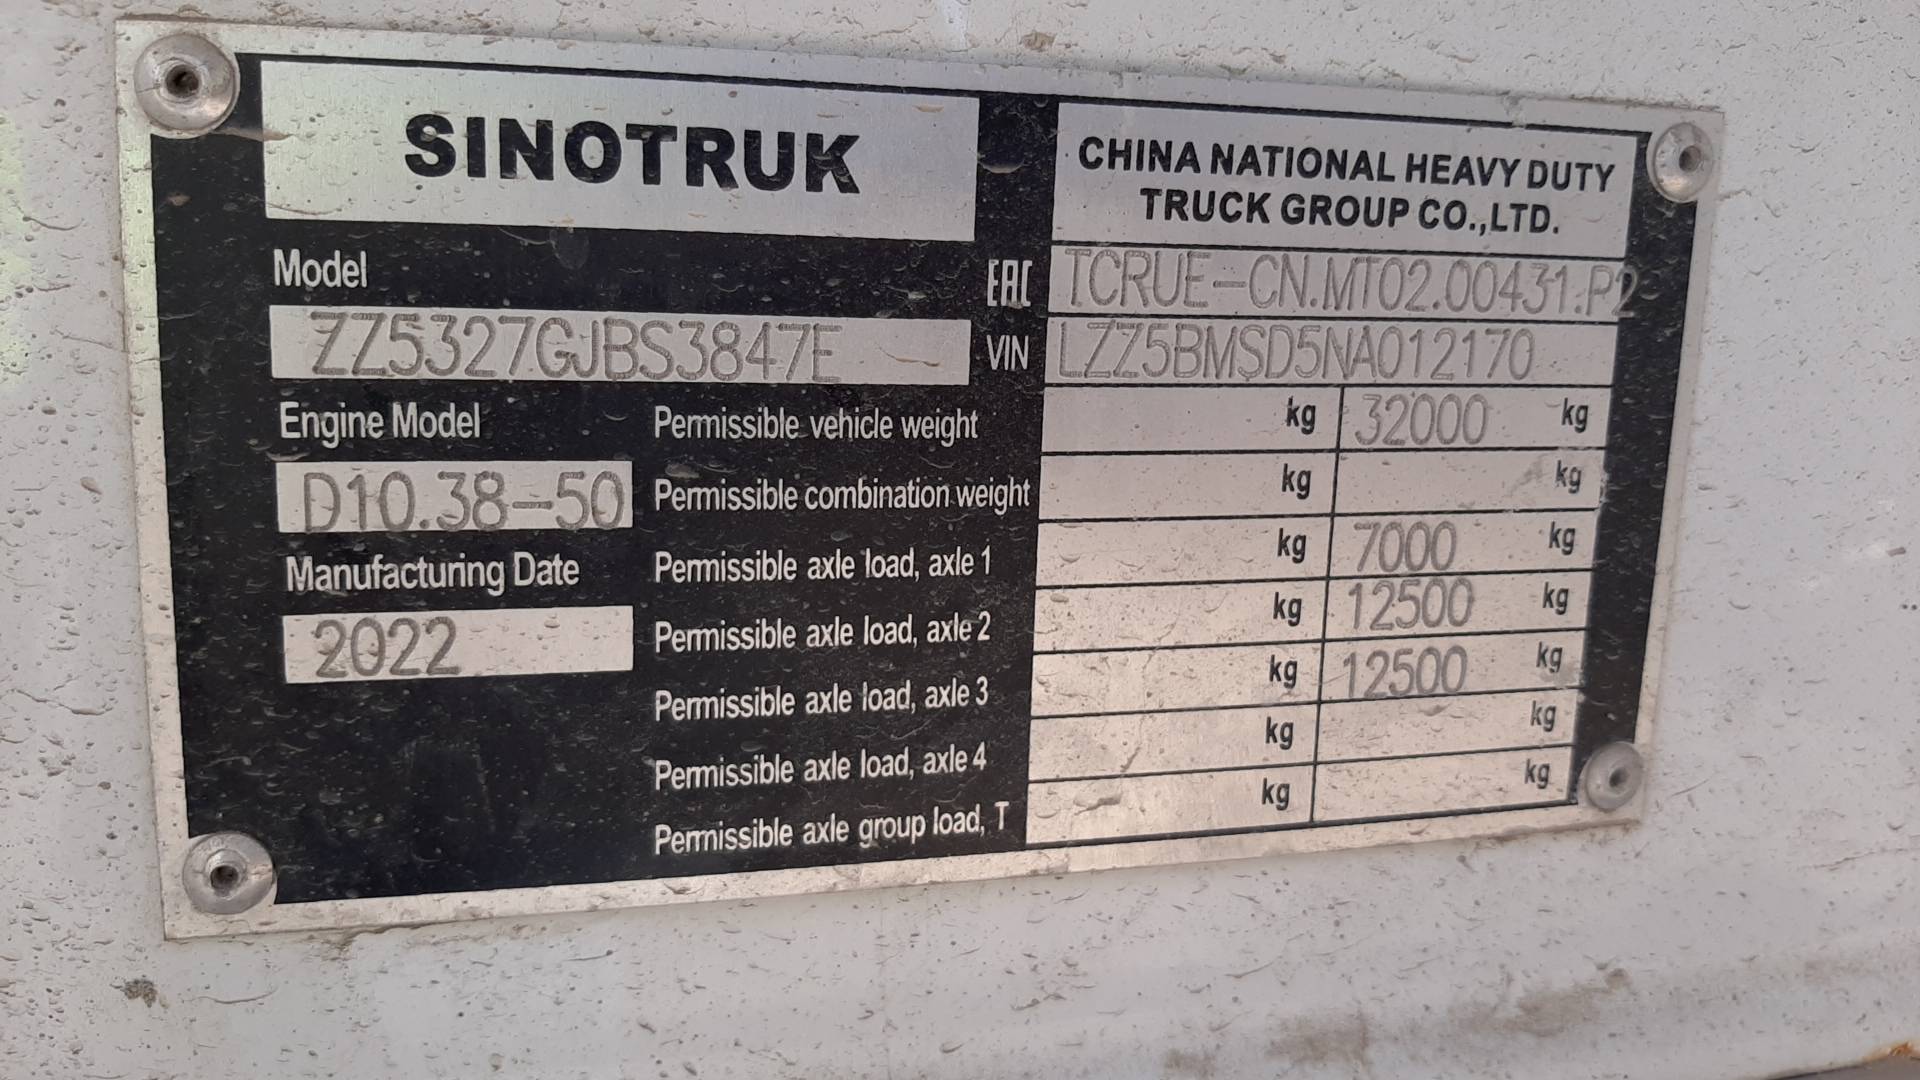 SINOTRUK
CHINA NATIONAL HEAVY DUTY
TRUCK GROUP CO.,LTD.
Model
EAC TCRUE-CN.MT02.00431.P2
ZZ5327GJBS3847E
VIN LZZ5BMSD5NA012170
Engine Model
Permissible vehicle weight kg 32000 kg
D10.38-50
Permissible combination weight kg kg
Manufacturing Date
Permissible axle load, axle 1 kg 7000 kg
2022
Permissible axle load, axle 2 kg 12500 kg
Permissible axle load, axle 3 kg 12500 kg
Permissible axle load, axle 4 kg kg
Permissible axle group load, T kg kg